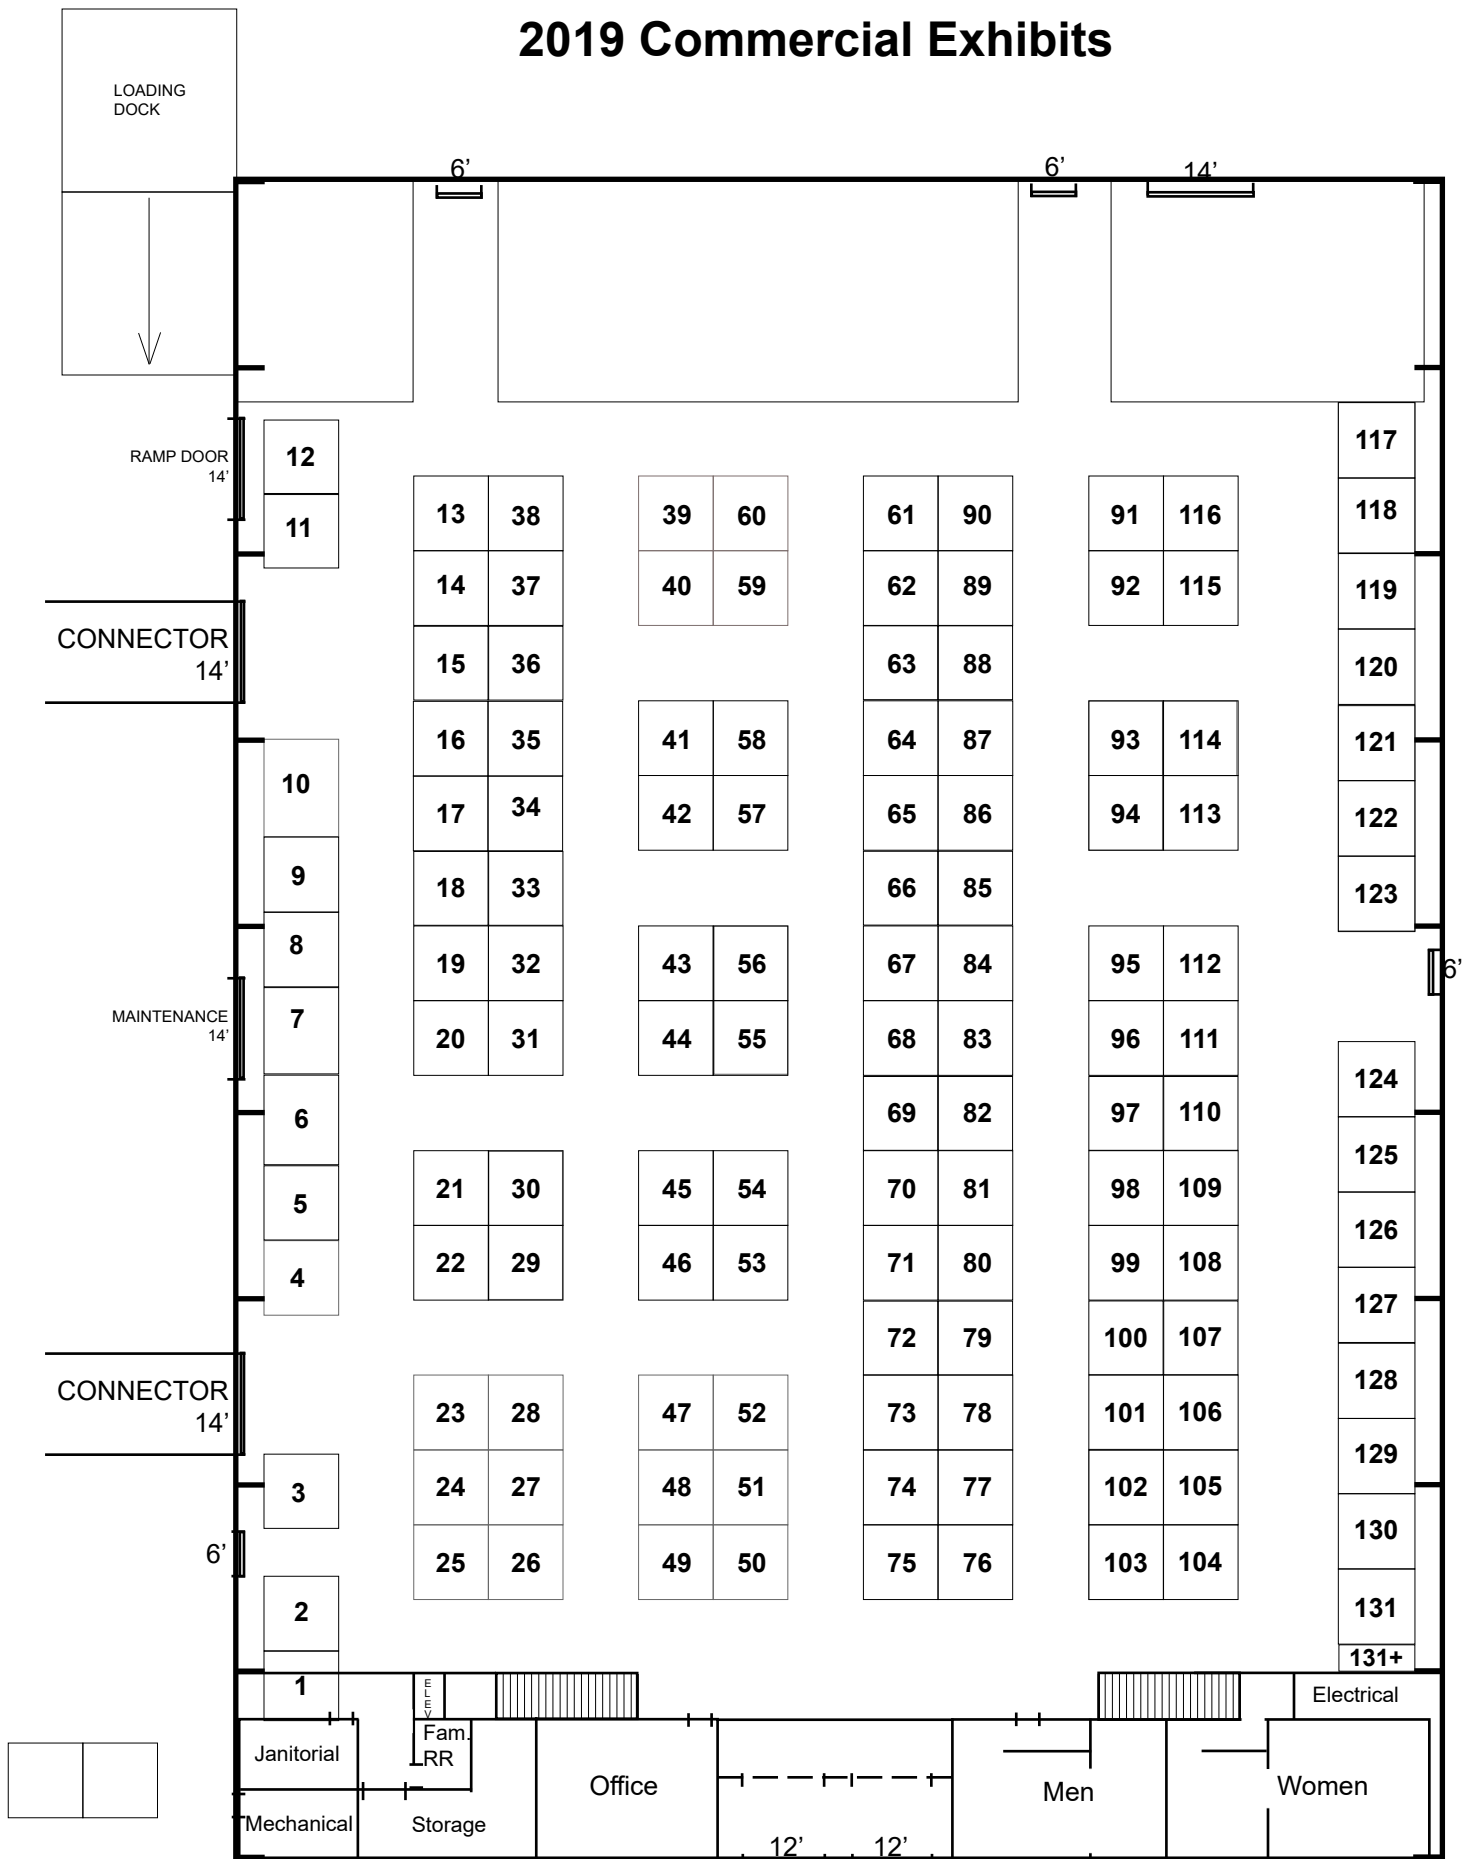 2019 Commercial Exhibits
LOADING
DOCK
6’
6’
14’
RAMP DOOR
14’
12
11
117
118
13 38 39 60 61 90 91 116
14 37 40 59 62 89 92 115
119
CONNECTOR
14’
15 36 63 88
120
16 35 41 58 64 87 93 114
121
10
17 34 42 57 65 86 94 113
122
9
18 33 66 85
123
8
19 32 43 56 67 84 95 112
6’
MAINTENANCE
14’
7
20 31 44 55 68 83 96 111
124
6
69 82 97 110
125
5
21 30 45 54 70 81 98 109
126
4
22 29 46 53 71 80 99 108
127
72 79 100 107
CONNECTOR
14’
128
23 28 47 52 73 78 101 106
129
3
24 27 48 51 74 77 102 105
130
6’
25 26 49 50 75 76 103 104
2
131
131+
1
ELEV
Electrical
Fam.
RR
Janitorial
Office
Men
Women
Mechanical
Storage
12’
12’